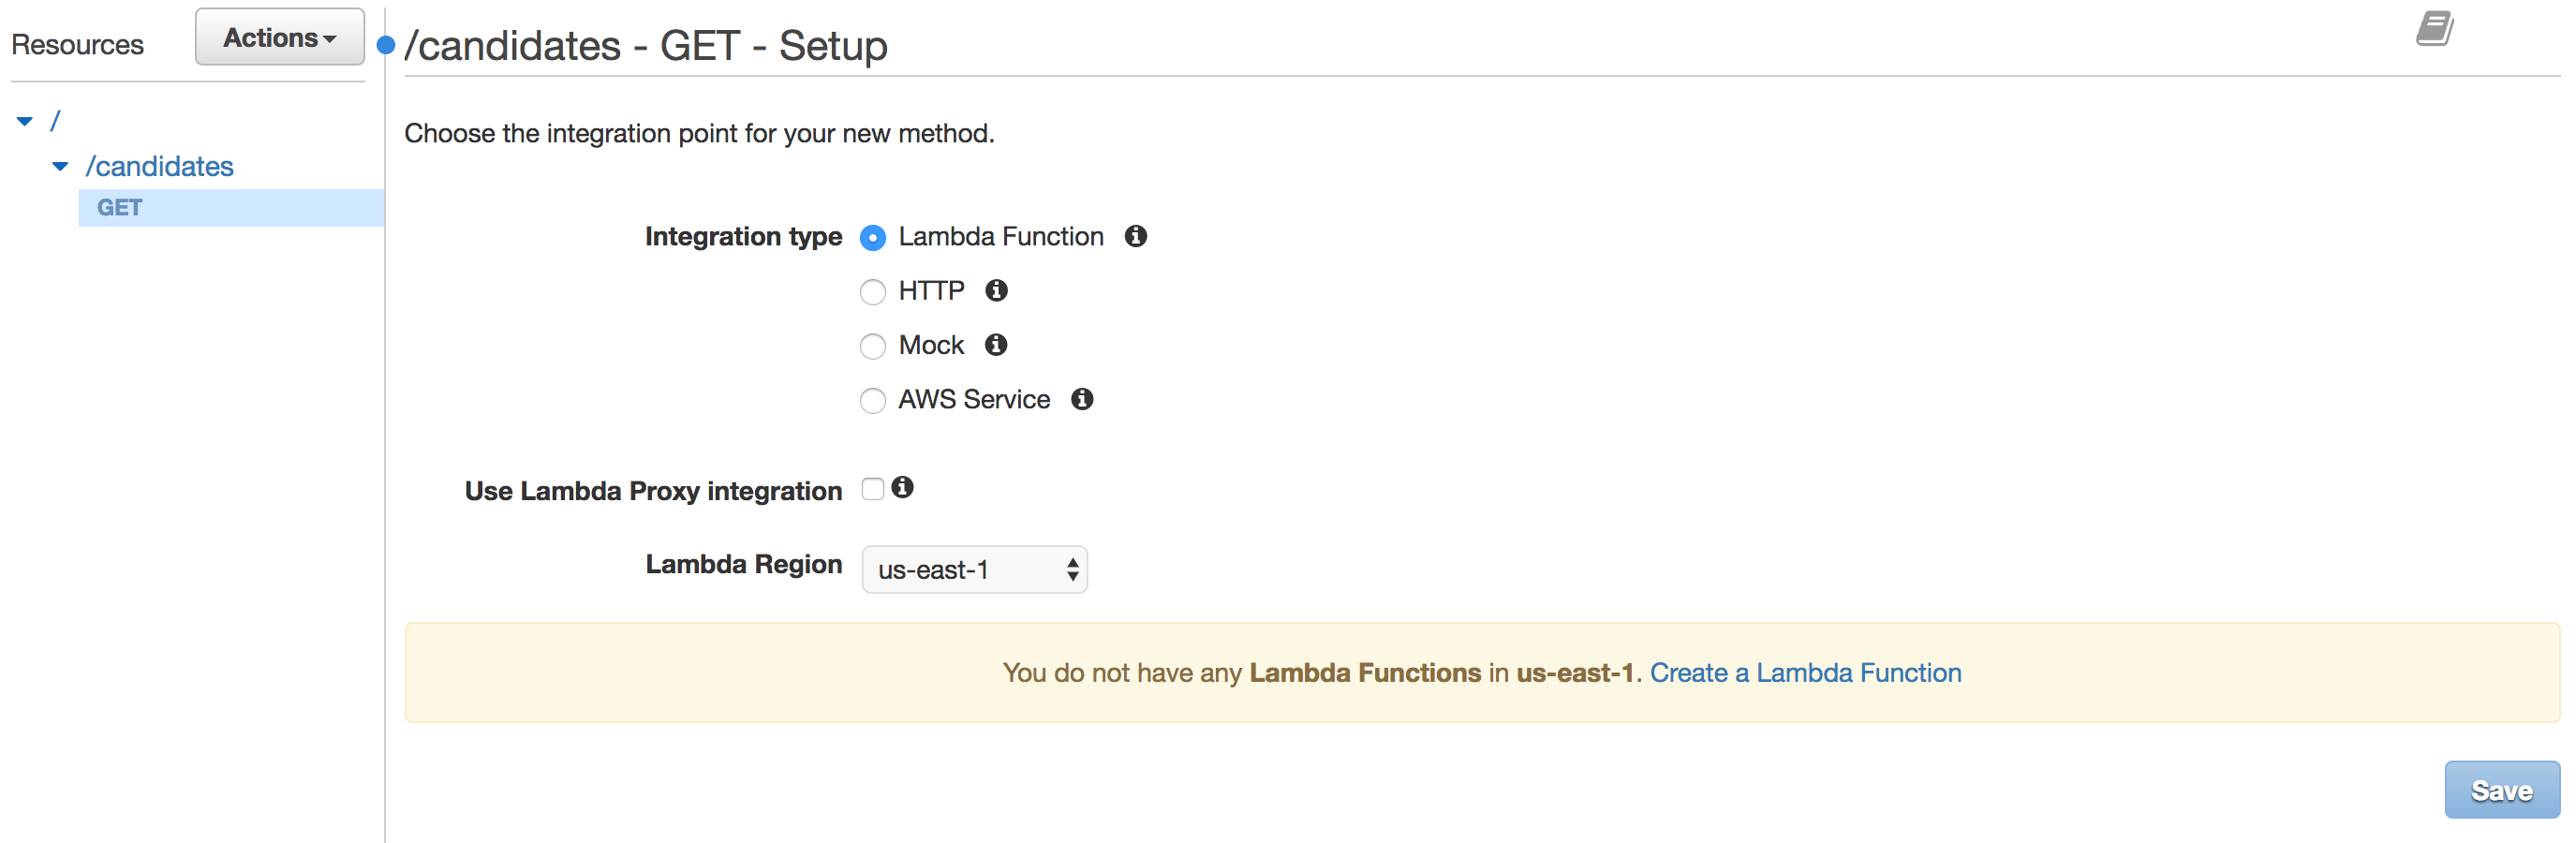 Resources
Actions
/
/candidates
GET
/candidates - GET - Setup
Choose the integration point for your new method.
Integration type
Lambda Function
HTTP
Mock
AWS Service
Use Lambda Proxy integration
Lambda Region
us-east-1
You do not have any Lambda Functions in us-east-1. Create a Lambda Function
Save